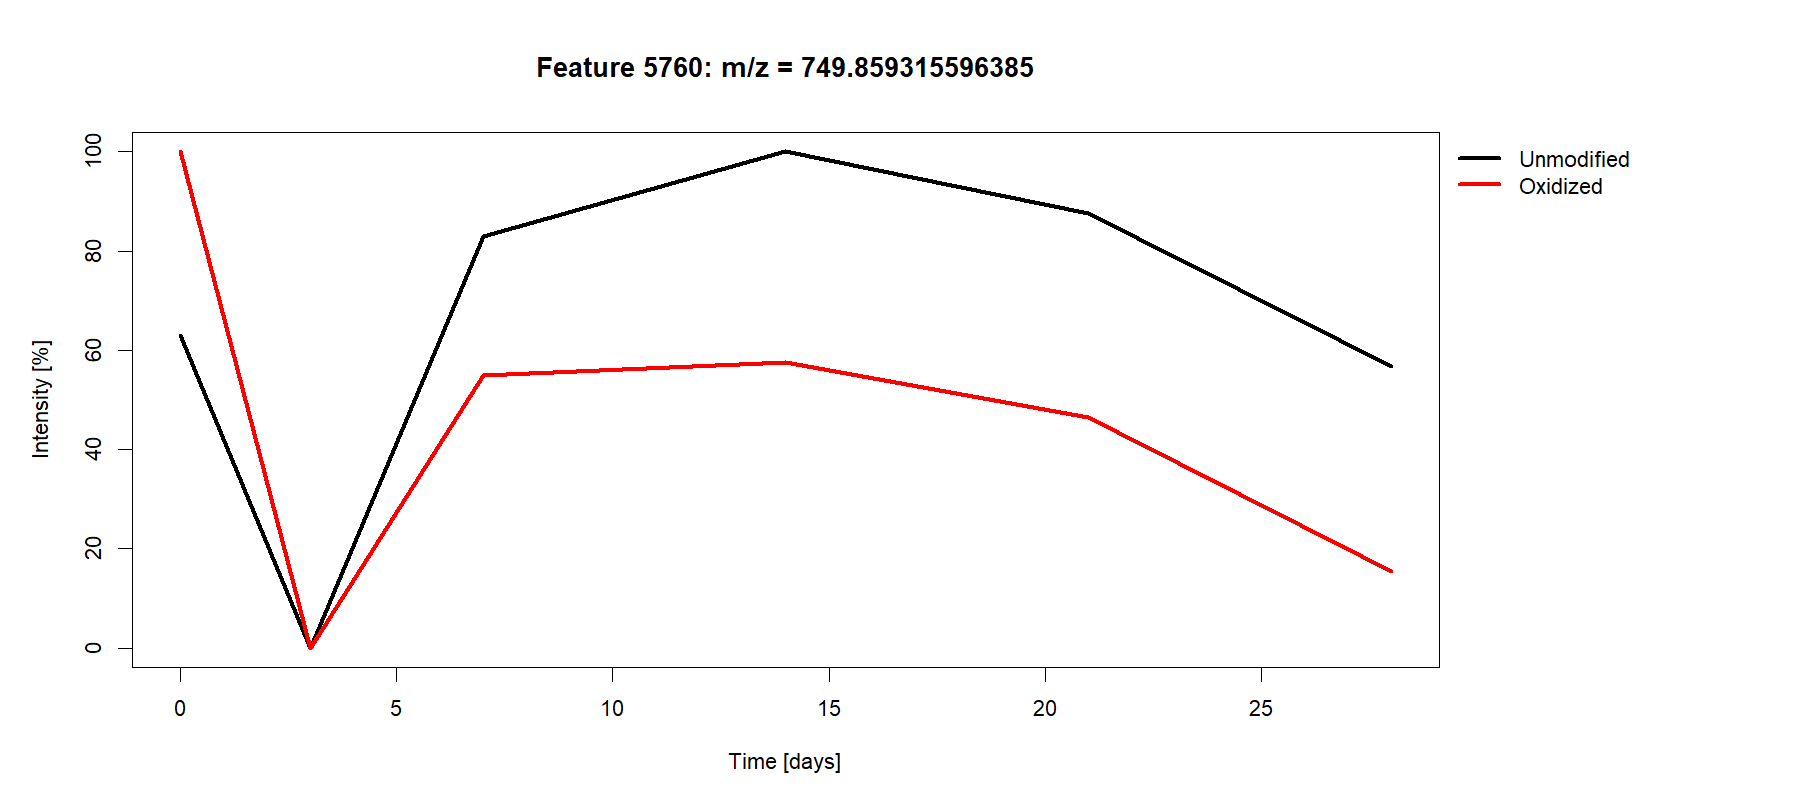 Feature 5760: m/z = 749.859315596385
Unmodified
Oxidized
100
80
60
40
20
0
Intensity [%]
0 5 10 15 20 25
Time [days]